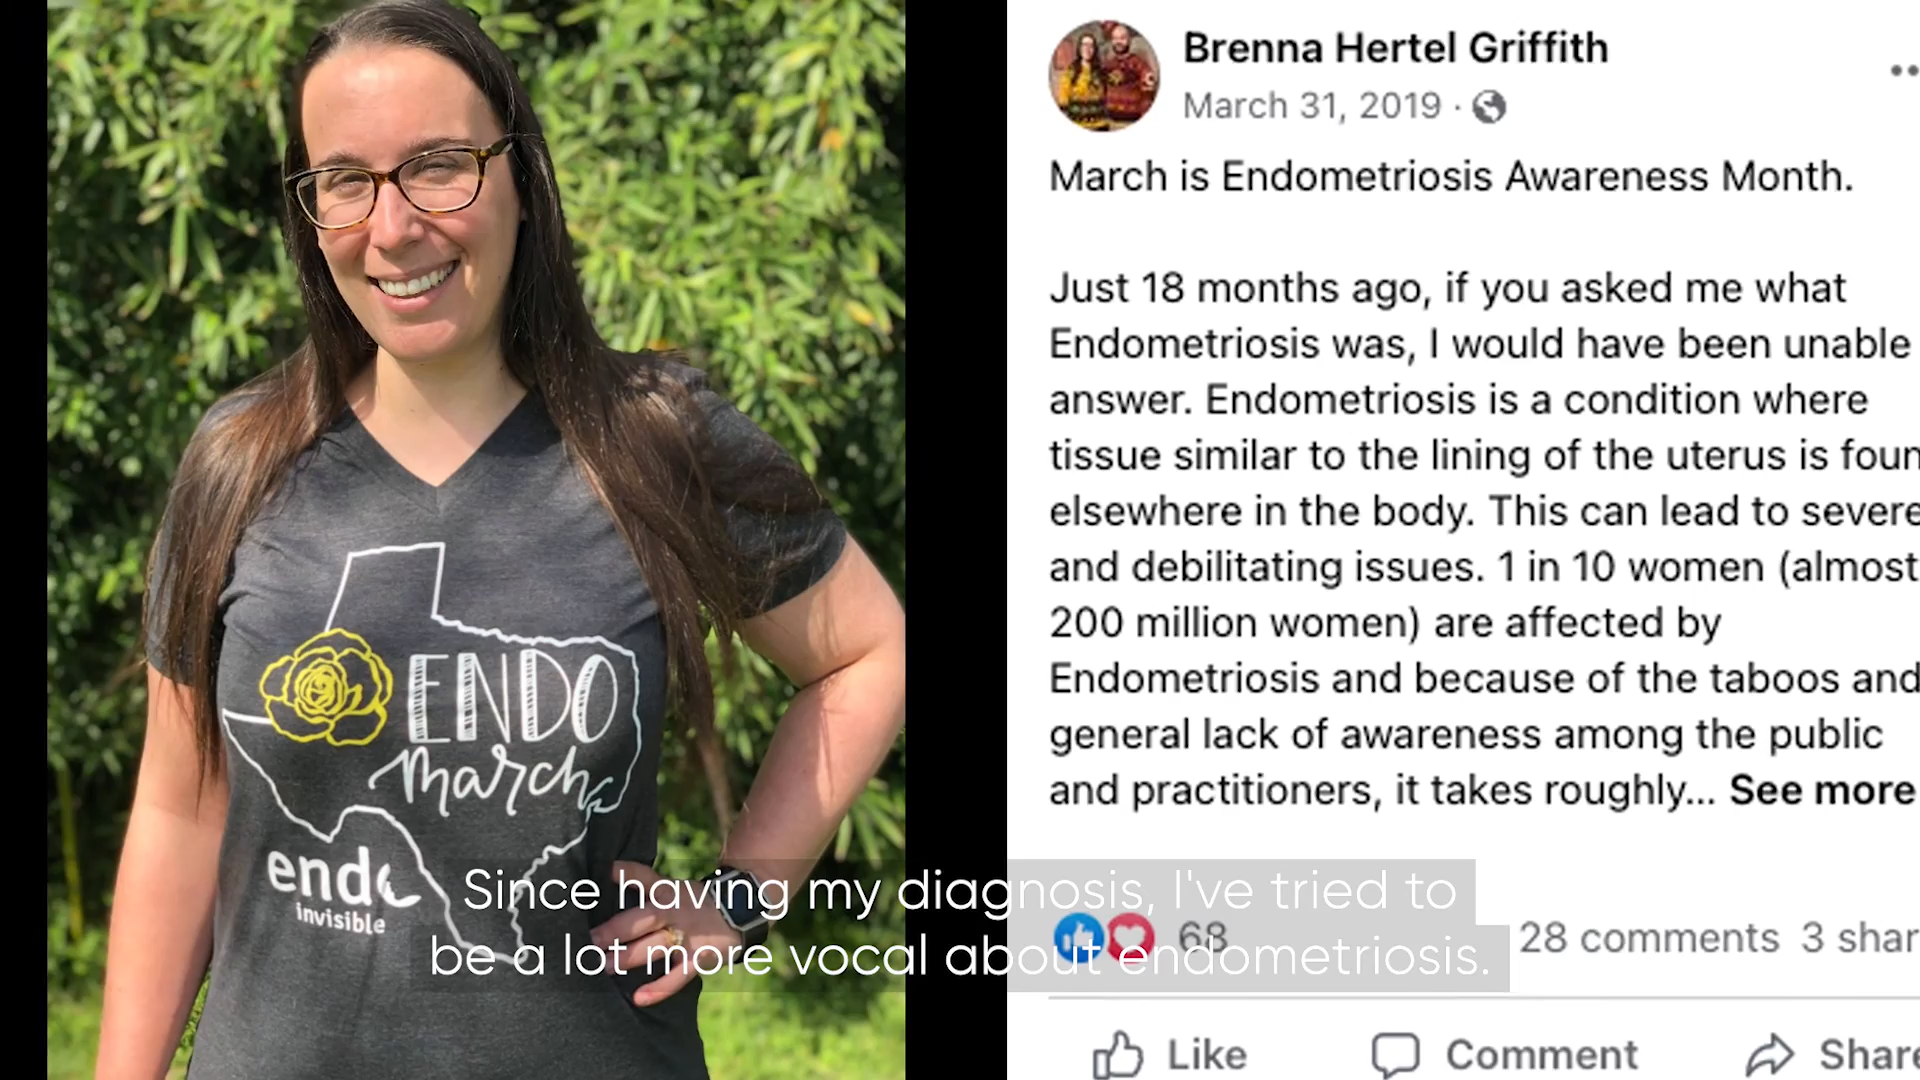 ENDO
march
endo
invisible
Brenna Hertel Griffith
March 31, 2019 ·
March is Endometriosis Awareness Month.
Just 18 months ago, if you asked me what
Endometriosis was, I would have been unable
answer. Endometriosis is a condition where
tissue similar to the lining of the uterus is foun
elsewhere in the body. This can lead to severe
and debilitating issues. 1 in 10 women (almost
200 million women) are affected by
Endometriosis and because of the taboos and
general lack of awareness among the public
and practitioners, it takes roughly... See more
68
28 comments 3 shar
Like Comment Share
Since having my diagnosis, I've tried to
be a lot more vocal about endometriosis.